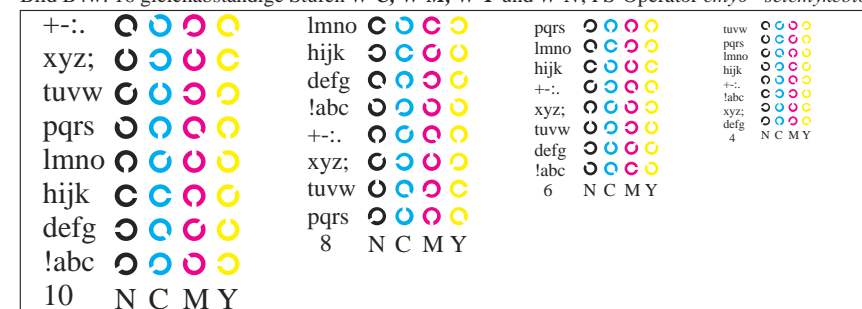 +-:.
xyz;
tuvw
pqrs
lmno
hijk
defg
!abc
10 N C M Y
lmno
hijk
defg
!abc
+-:.
xyz;
tuvw
pqrs
8 N C M Y
pqrs
lmno
hijk
+-:.
xyz;
tuvw
defg
!abc
6 N C M Y
tuvw
pqrs
lmno
hijk
+-:.
!abc
xyz;
defg
4 N C M Y